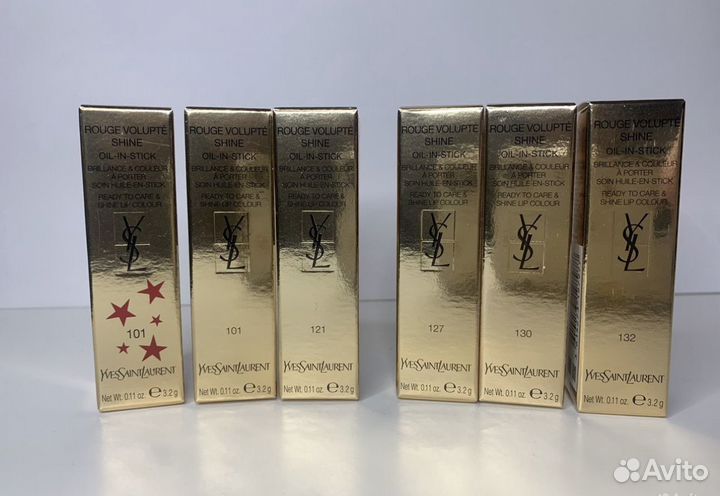 ROUGE VOLUPTÉ
SHINE
OIL-IN-STICK
BRILLANCE & COULEUR
À PORTER
SOIN HUILE-EN-STICK
READY TO CARE &
SHINE LIP COLOUR
YSL
101
YVESSAINTLAURENT
Net Wt. 0.11 oz. e 3.2 g
ROUGE VOLUPTÉ
SHINE
OIL-IN-STICK
BRILLANCE & COULEUR
À PORTER
SOIN HUILE-EN-STICK
READY TO CARE &
SHINE LIP COLOUR
YSL
101
YVESSAINTLAURENT
Net Wt. 0.11 oz. e 3.2 g
ROUGE VOLUPTÉ
SHINE
OIL-IN-STICK
BRILLANCE & COULEUR
À PORTER
SOIN HUILE-EN-STICK
READY TO CARE &
SHINE LIP COLOUR
YSL
121
YVESSAINTLAURENT
Net Wt. 0.11 oz. e 3.2 g
ROUGE VOLUPTÉ
SHINE
OIL-IN-STICK
BRILLANCE & COULEUR
À PORTER
SOIN HUILE-EN-STICK
READY TO CARE &
SHINE LIP COLOUR
YSL
127
YVESSAINTLAURENT
Net Wt. 0.11 oz. e 3.2 g
ROUGE VOLUPTÉ
SHINE
OIL-IN-STICK
BRILLANCE & COULEUR
À PORTER
SOIN HUILE-EN-STICK
READY TO CARE &
SHINE LIP COLOUR
YSL
130
YVESSAINTLAURENT
Net Wt. 0.11 oz. e 3.2 g
ROUGE VOLUPTÉ
SHINE
OIL-IN-STICK
BRILLANCE & COULEUR
À PORTER
SOIN HUILE-EN-STICK
READY TO CARE &
SHINE LIP COLOUR
YSL
132
YVESSAINTLAURENT
Net Wt. 0.11 oz. e 3.2 g
Avito